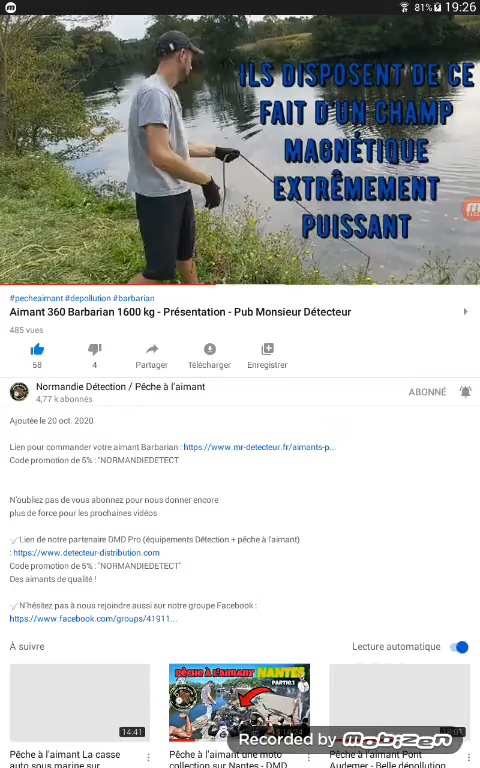 81% 19:26
ILS DISPOSENT DE CE
FAIT D'UN CHAMP
MAGNÉTIQUE
EXTRÊMEMENT
PUISSANT
#pecheaimant #depollution #barbarian
Aimant 360 Barbarian 1600 kg - Présentation - Pub Monsieur Détecteur
485 vues
58 4 Partager Télécharger Enregistrer
Normandie Détection / Pêche à l'aimant
4,77 k abonnés
ABONNÉ
Ajoutée le 20 oct. 2020
Lien pour commander votre aimant Barbarian : https://www.mr-detecteur.fr/aimants-p...
Code promotion de 5% : "NORMANDIEDETECT
N'oubliez pas de vous abonnez pour nous donner encore
plus de force pour les prochaines vidéos
Lien de notre partenaire DMD Pro (équipements Détection + pêche à l'aimant)
: https://www.detecteur-distribution.com
Code promotion de 5% : "NORMANDIEDETECT"
Des aimants de qualité !
N'hésitez pas à nous rejoindre aussi sur notre groupe Facebook :
https://www.facebook.com/groups/41911...
À suivre
Lecture automatique
PÊCHE À L'AIMANT NANTES
PARTIE.1
14:41
Recorded by Mobizen
Pêche à l'aimant La casse
auto sous marine sur
Pêche à l'aimant une moto
collection sur Nantes - DMD
Pêche à l'aimant Pont
Audemer - Belle dépollution